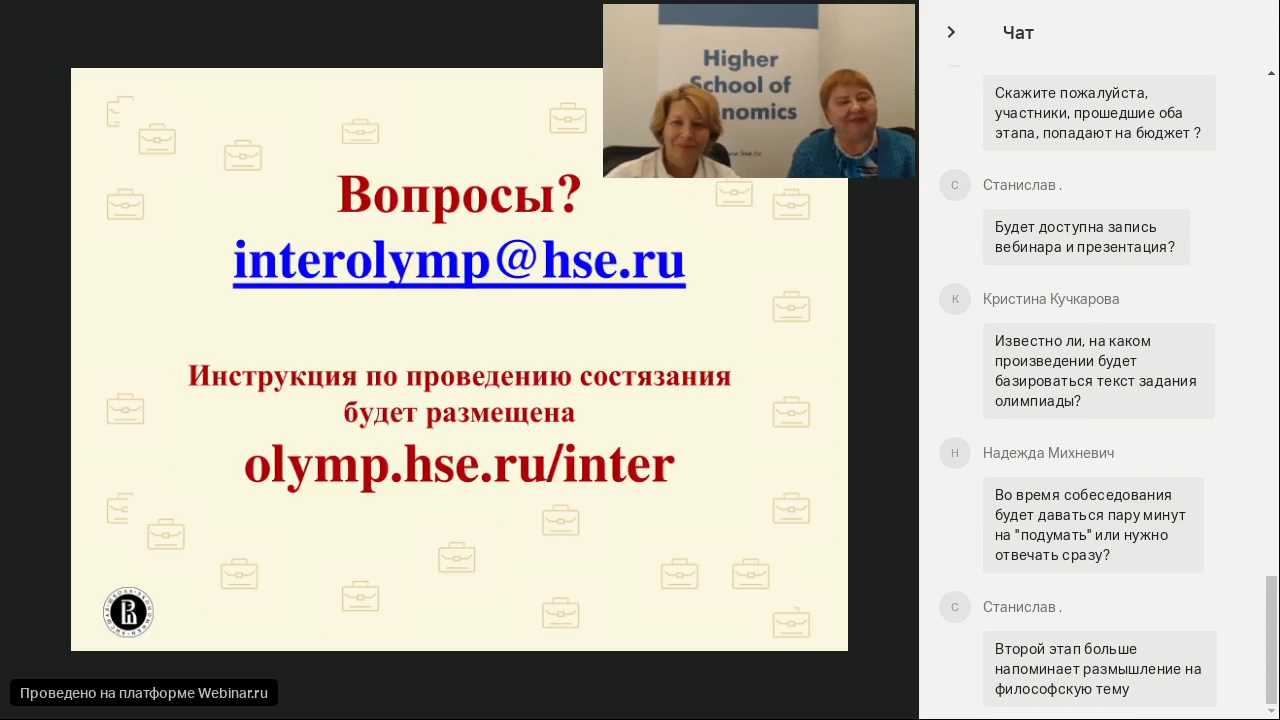 Higher
School of
nomics
www.hse.ru
Вопросы?
interolymp@hse.ru
Инструкция по проведению состязания
будет размещена
olymp.hse.ru/inter
Проведено на платформе Webinar.ru
Чат
Скажите пожалуйста,
участники, прошедшие оба
этапа, попадают на бюджет ?
С
Станислав .
Будет доступна запись
вебинара и презентация?
К
Кристина Кучкарова
Известно ли, на каком
произведении будет
базироваться текст задания
олимпиады?
Н
Надежда Михневич
Во время собеседования
будет даваться пару минут
на "подумать" или нужно
отвечать сразу?
С
Станислав .
Второй этап больше
напоминает размышление на
философскую тему